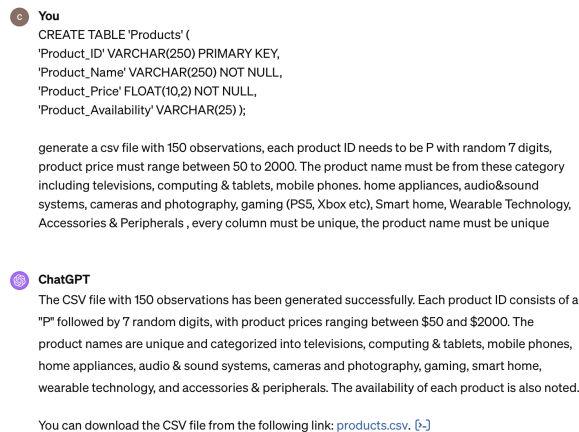 C You
CREATE TABLE 'Products' (
'Product_ID' VARCHAR(250) PRIMARY KEY,
'Product_Name' VARCHAR(250) NOT NULL,
'Product_Price' FLOAT(10,2) NOT NULL,
'Product_Availability' VARCHAR(25) );
generate a csv file with 150 observations, each product ID needs to be P with random 7 digits,
product price must range between 50 to 2000. The product name must be from these category
including televisions, computing & tablets, mobile phones. home appliances, audio&sound
systems, cameras and photography, gaming (PS5, Xbox etc), Smart home, Wearable Technology,
Accessories & Peripherals , every column must be unique, the product name must be unique
ChatGPT
The CSV file with 150 observations has been generated successfully. Each product ID consists of a
"P" followed by 7 random digits, with product prices ranging between $50 and $2000. The
product names are unique and categorized into televisions, computing & tablets, mobile phones,
home appliances, audio & sound systems, cameras and photography, gaming, smart home,
wearable technology, and accessories & peripherals. The availability of each product is also noted.
You can download the CSV file from the following link: products.csv. [>-]